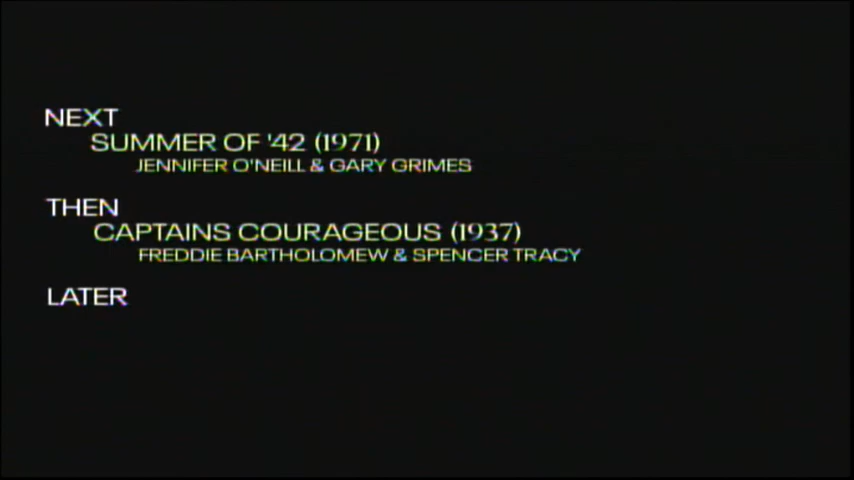 NEXT
SUMMER OF '42 (1971)
JENNIFER O'NEILL & GARY GRIMES
THEN
CAPTAINS COURAGEOUS (1937)
FREDDIE BARTHOLOMEW & SPENCER TRACY
LATER